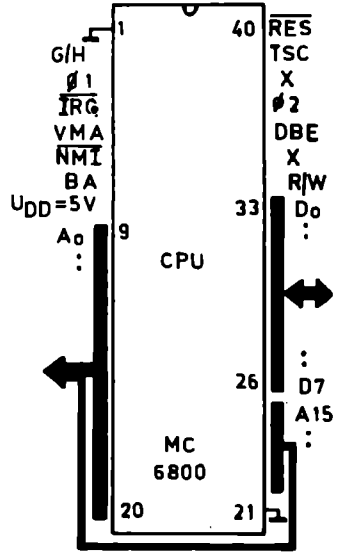 1
40 RES
G/H
TSC
Ø1
X
IRQ
Ø2
VMA
DBE
NMI
X
BA
R/W
UDD=5V
33 D0
A0
9
:
:
CPU
:
26
D7
A15
:
MC
6800
20
21